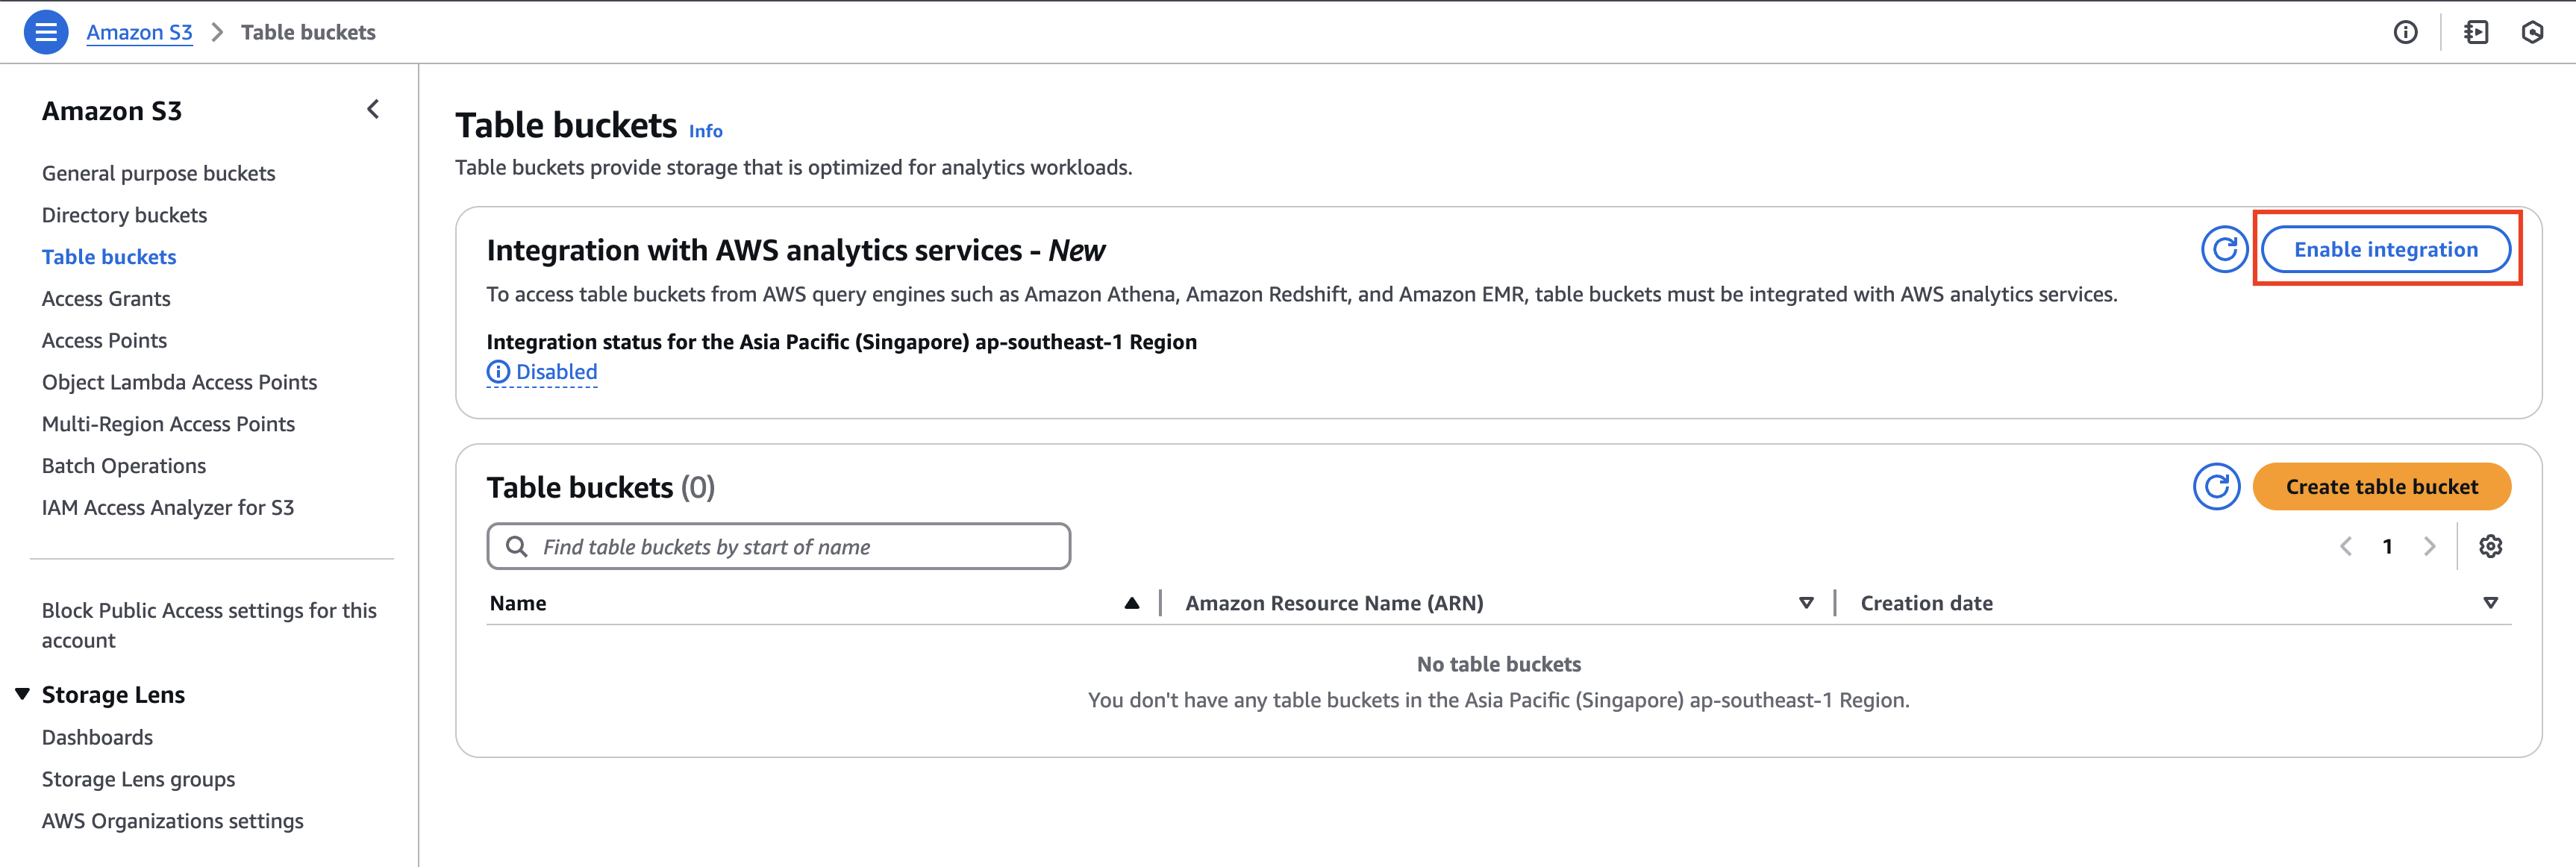 Amazon S3 > Table buckets
Amazon S3
General purpose buckets
Directory buckets
Table buckets
Access Grants
Access Points
Object Lambda Access Points
Multi-Region Access Points
Batch Operations
IAM Access Analyzer for S3
Block Public Access settings for this
account
Storage Lens
Dashboards
Storage Lens groups
AWS Organizations settings
Table buckets Info
Table buckets provide storage that is optimized for analytics workloads.
Integration with AWS analytics services - New
Enable integration
To access table buckets from AWS query engines such as Amazon Athena, Amazon Redshift, and Amazon EMR, table buckets must be integrated with AWS analytics services.
Integration status for the Asia Pacific (Singapore) ap-southeast-1 Region
Disabled
Table buckets (0)
Create table bucket
Find table buckets by start of name
1
Name Amazon Resource Name (ARN) Creation date
No table buckets
You don't have any table buckets in the Asia Pacific (Singapore) ap-southeast-1 Region.